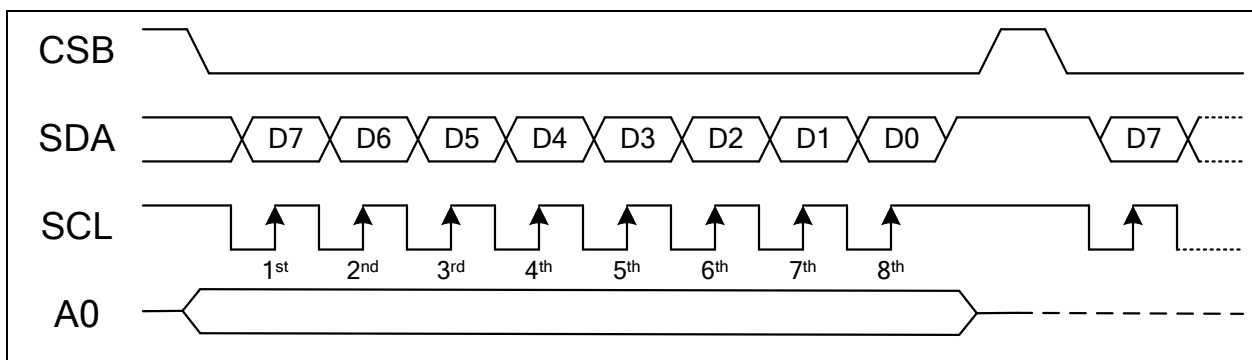 CSB
SDA D7 D6 D5 D4 D3 D2 D1 D0 D7
SCL
1st 2nd 3rd 4th 5th 6th 7th 8th
A0